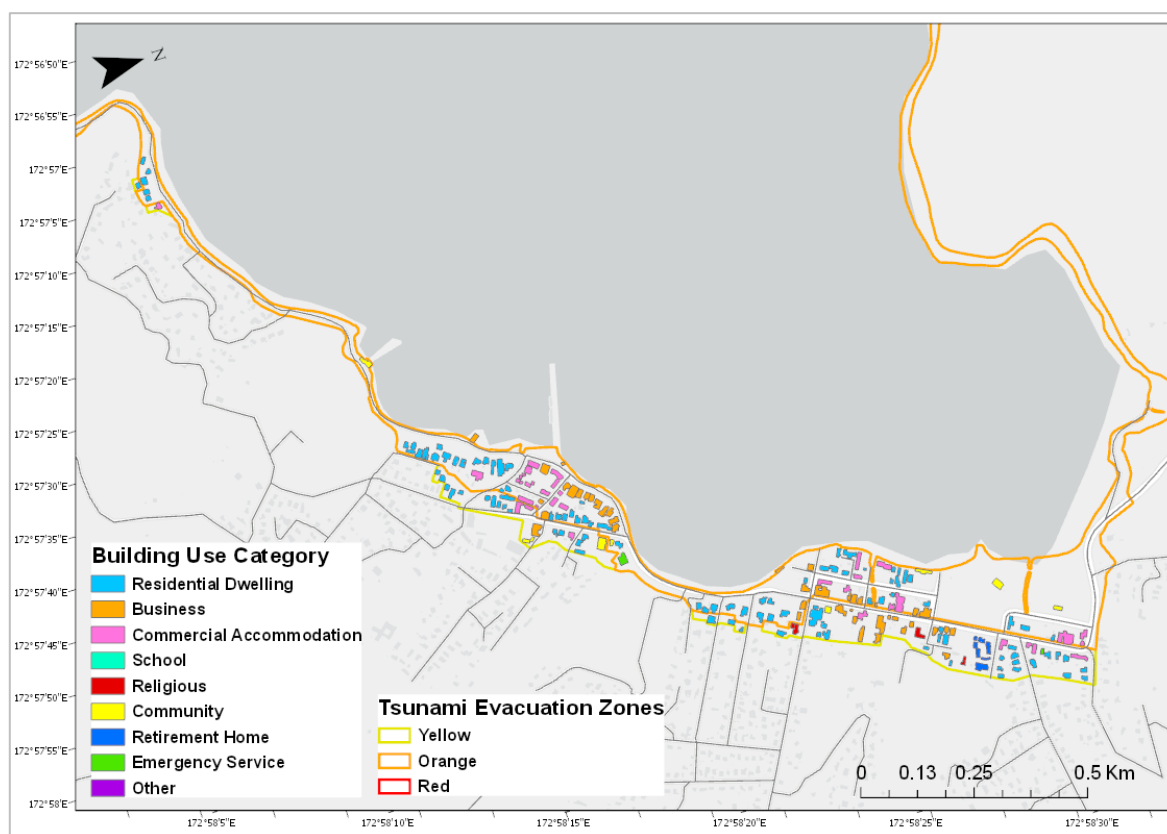 N
172°56'50"E
172°56'55"E
172°57'E
172°57'5"E
172°57'10"E
172°57'15"E
172°57'20"E
172°57'25"E
172°57'30"E
172°57'35"E
172°57'40"E
172°57'45"E
172°57'50"E
172°57'55"E
172°58'E
Building Use Category
Residential Dwelling
Business
Commercial Accommodation
School
Religious
Community
Retirement Home
Emergency Service
Other
Tsunami Evacuation Zones
Yellow
Orange
Red
0 0.13 0.25 0.5 Km
172°58'5"E 172°58'10"E 172°58'15"E 172°58'20"E 172°58'25"E 172°58'30"E